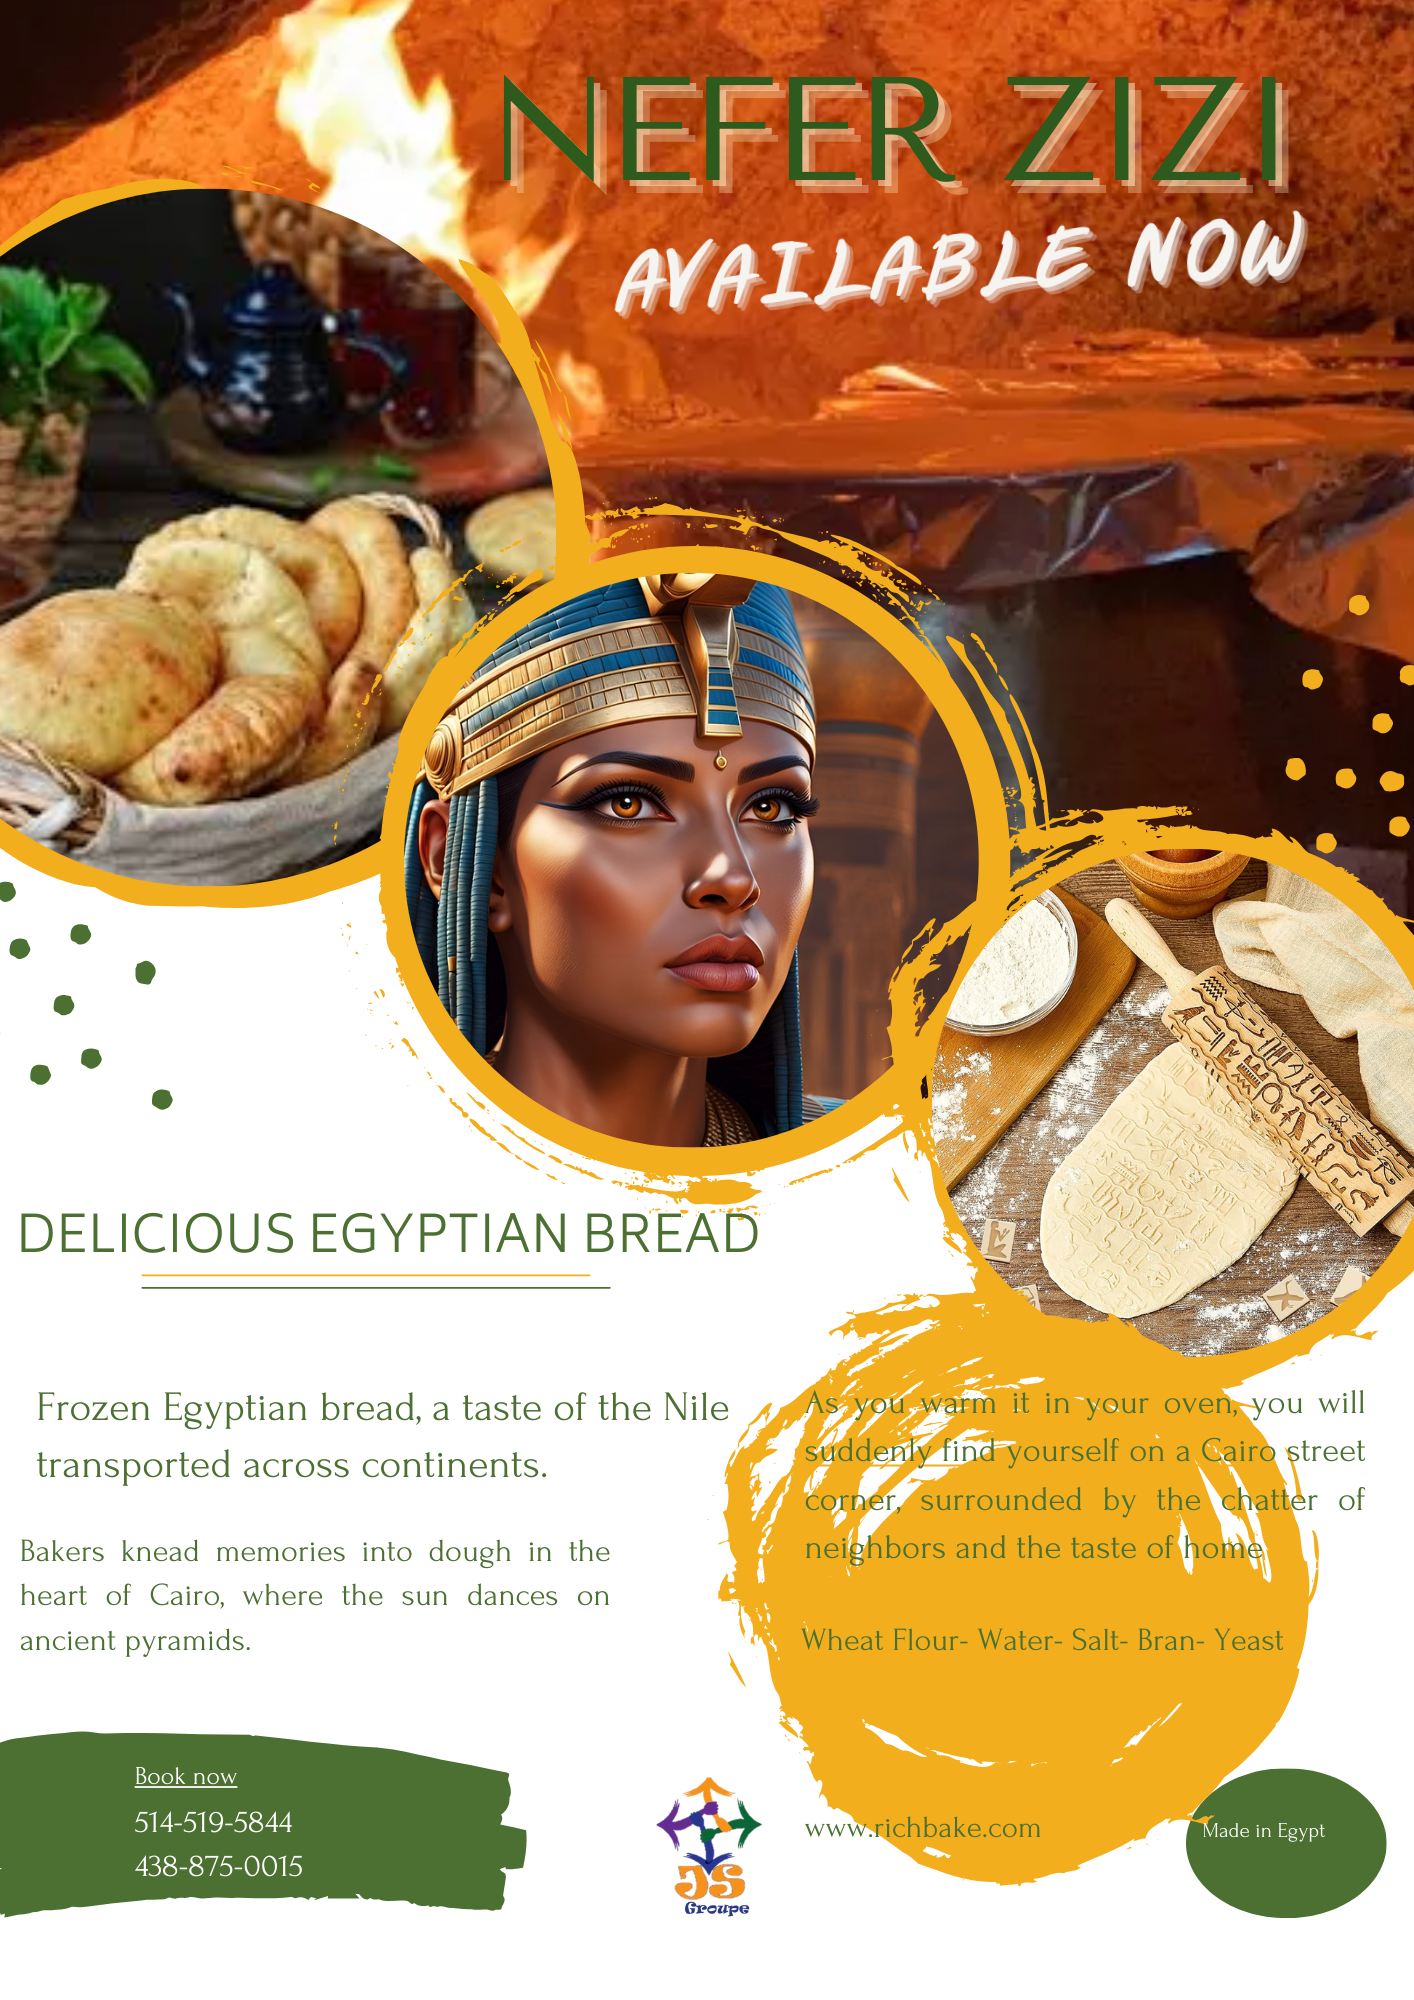 NEFER ZIZI
AVAILABLE NOW
DELICIOUS EGYPTIAN BREAD
Frozen Egyptian bread, a taste of the Nile
transported across continents.
Bakers knead memories into dough in the
heart of Cairo, where the sun dances on
ancient pyramids.
As you warm it in your oven, you will
suddenly find yourself on a Cairo street
corner, surrounded by the chatter of
neighbors and the taste of home
Wheat Flour- Water- Salt- Bran- Yeast
Book now
514-519-5844
438-875-0015
JS
Groupe
www.richbake.com
Made in Egypt